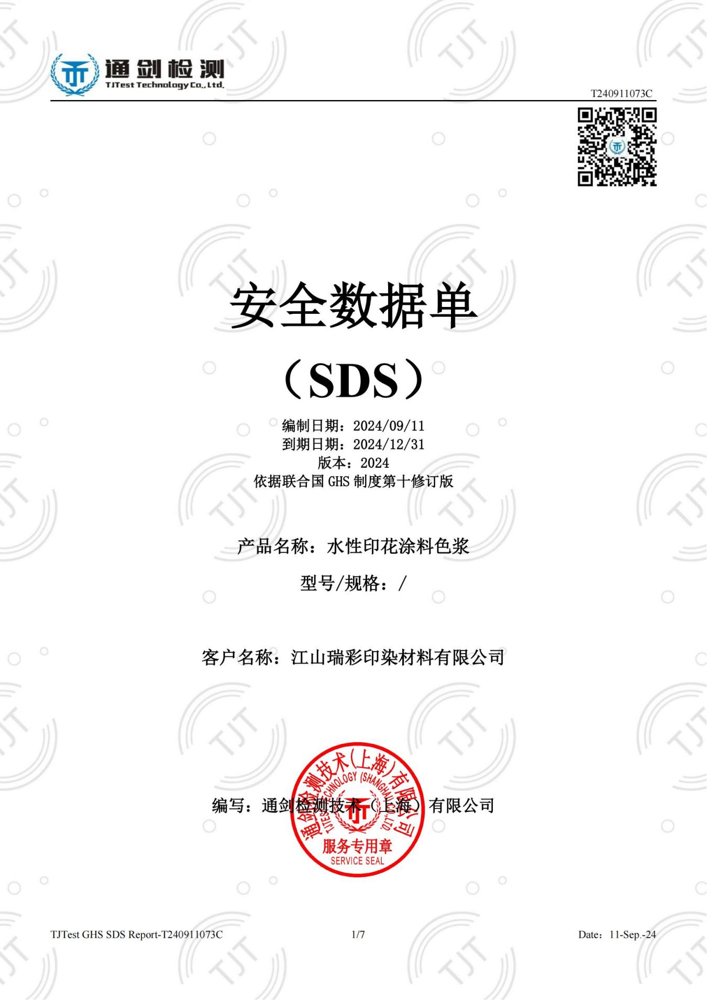 通剑检测
TJTest Technology Co., Ltd.
T240911073C
安全数据单
（SDS）
编制日期：2024/09/11
到期日期：2024/12/31
版本：2024
依据联合国 GHS 制度第十修订版
产品名称：水性印花涂料色浆
型号/规格：/
客户名称：江山瑞彩印染材料有限公司
编写：通剑检测技术（上海）有限公司
通剑检测技术(上海)有限公司
TJTEST TECHNOLOGY (SHANGHAI) CO.,LTD.
服务专用章
SERVICE SEAL
TJTest GHS SDS Report-T240911073C
1/7
Date：11-Sep.-24
TJT